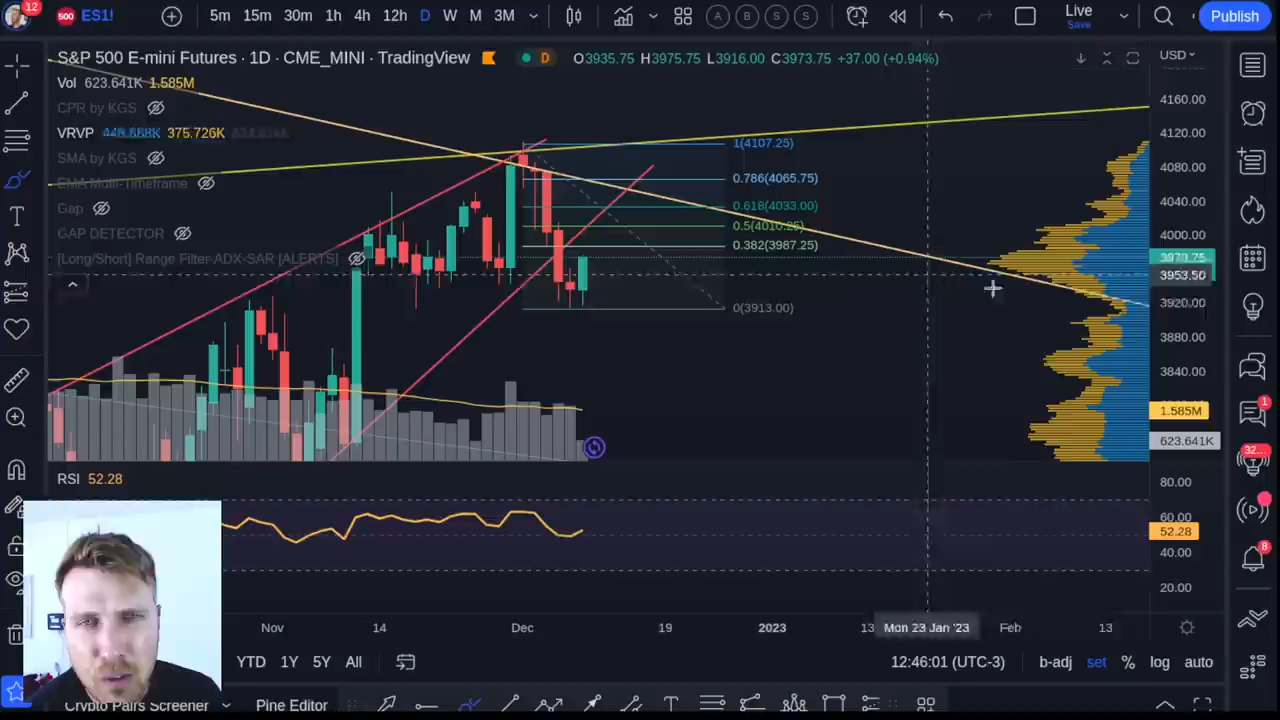 12 500 ES1! 5m 15m 30m 1h 4h 12h D W M 3M A B S S Live Save Publish
S&P 500 E-mini Futures · 1D · CME_MINI · TradingView D O3935.75 H3975.75 L3916.00 C3973.75 +37.00 (+0.94%) USD
Vol 623.641K 1.585M
CPR by KGS
VRVP 448.668K 375.726K
SMA by KGS
EMA Multi-Timeframe
Gap
GAP DETECTOR
[Long/Short] Range Filter-ADX-SAR [ALERTS]
1(4107.25)
0.786(4065.75)
0.618(4033.00)
0.5(4010.25)
0.382(3987.25)
0(3913.00)
4160.00
4120.00
4080.00
4040.00
4000.00
3973.75
3953.50
3920.00
3880.00
3840.00
1.585M
623.641K
1
32...
8
RSI 52.28
80.00
60.00
52.28
40.00
20.00
Nov 14 Dec 19 2023 13 Mon 23 Jan '23 Feb 13
YTD 1Y 5Y All 12:46:01 (UTC-3) b-adj set % log auto
Crypto Pairs Screener Pine Editor